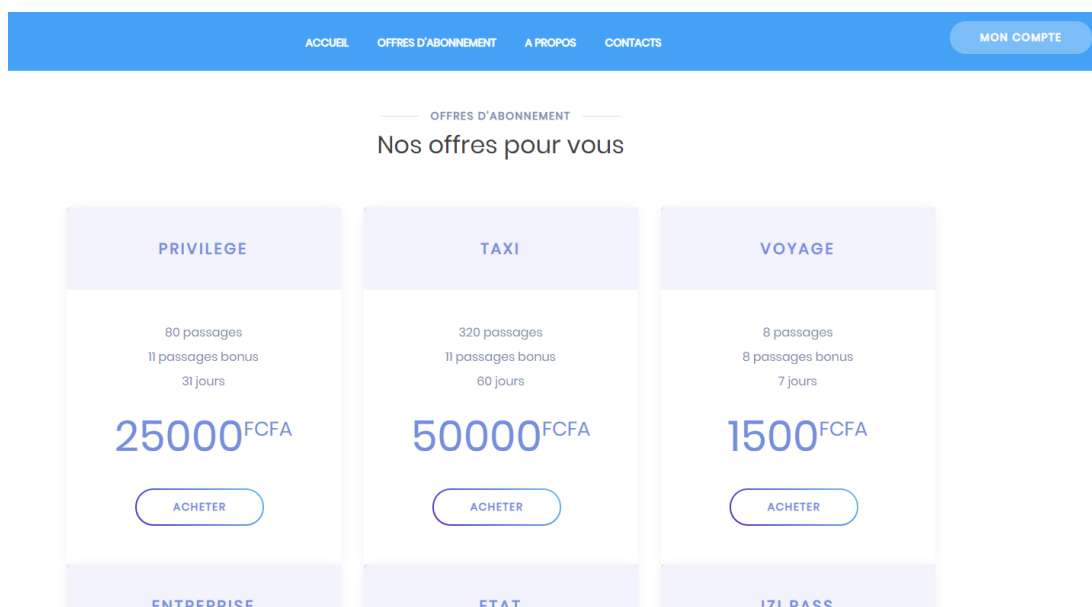 ACCUEIL OFFRES D'ABONNEMENT A PROPOS CONTACTS MON COMPTE
OFFRES D'ABONNEMENT
Nos offres pour vous
PRIVILEGE
80 passages
11 passages bonus
31 jours
25000FCFA
ACHETER
TAXI
320 passages
11 passages bonus
60 jours
50000FCFA
ACHETER
VOYAGE
8 passages
8 passages bonus
7 jours
1500FCFA
ACHETER
ENTREPRISE
ETAT
IZI PASS